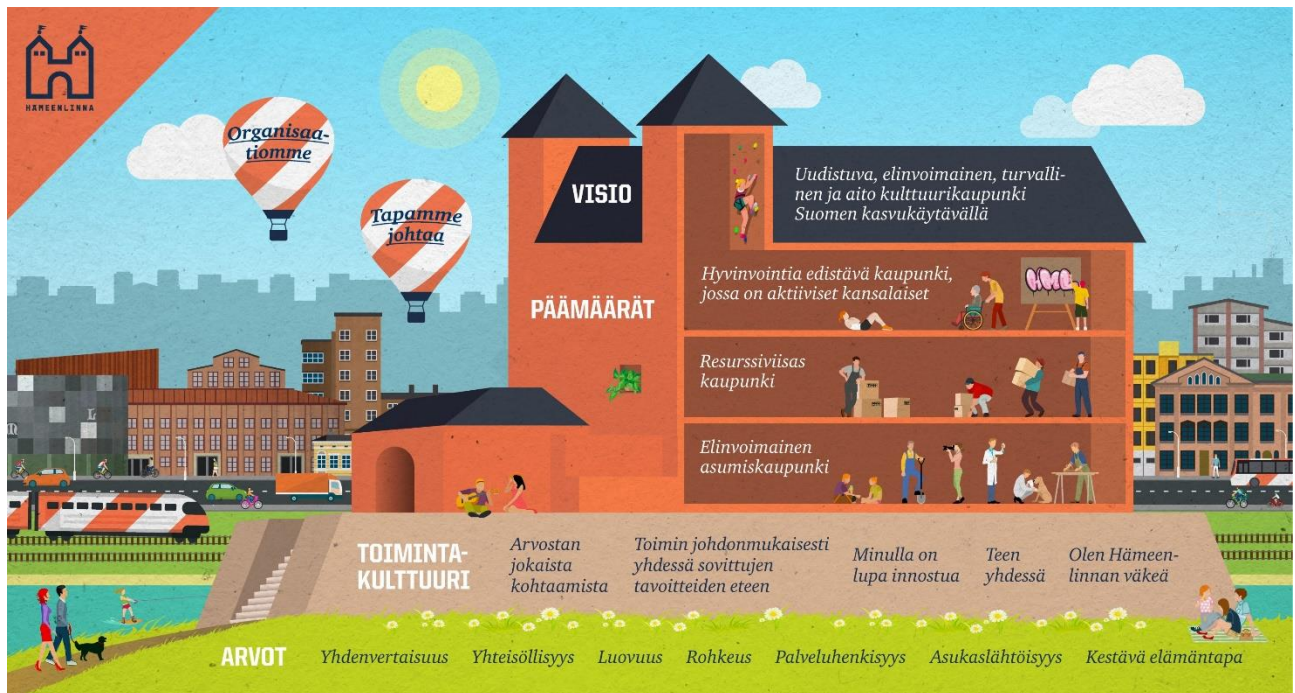 HÄMEENLINNA
Organisaa-
tiomme
Tapamme
johtaa
VISIO
Uudistuva, elinvoimainen, turvalli-
nen ja aito kulttuurikaupunki
Suomen kasvukäytävällä
PÄÄMÄÄRÄT
Hyvinvointia edistävä kaupunki,
jossa on aktiiviset kansalaiset
HML
Resurssiviisas
kaupunki
Elinvoimainen
asumiskaupunki
TOIMINTA-
KULTTUURI
Arvostan
jokaista
kohtaamista
Toimin johdonmukaisesti
yhdessä sovittujen
tavoitteiden eteen
Minulla on
lupa innostua
Teen
yhdessä
Olen Hämeen-
linnan väkeä
ARVOT Yhdenvertaisuus Yhteisöllisyys Luovuus Rohkeus Palveluhenkisyys Asukaslähtöisyys Kestävä elämäntapa